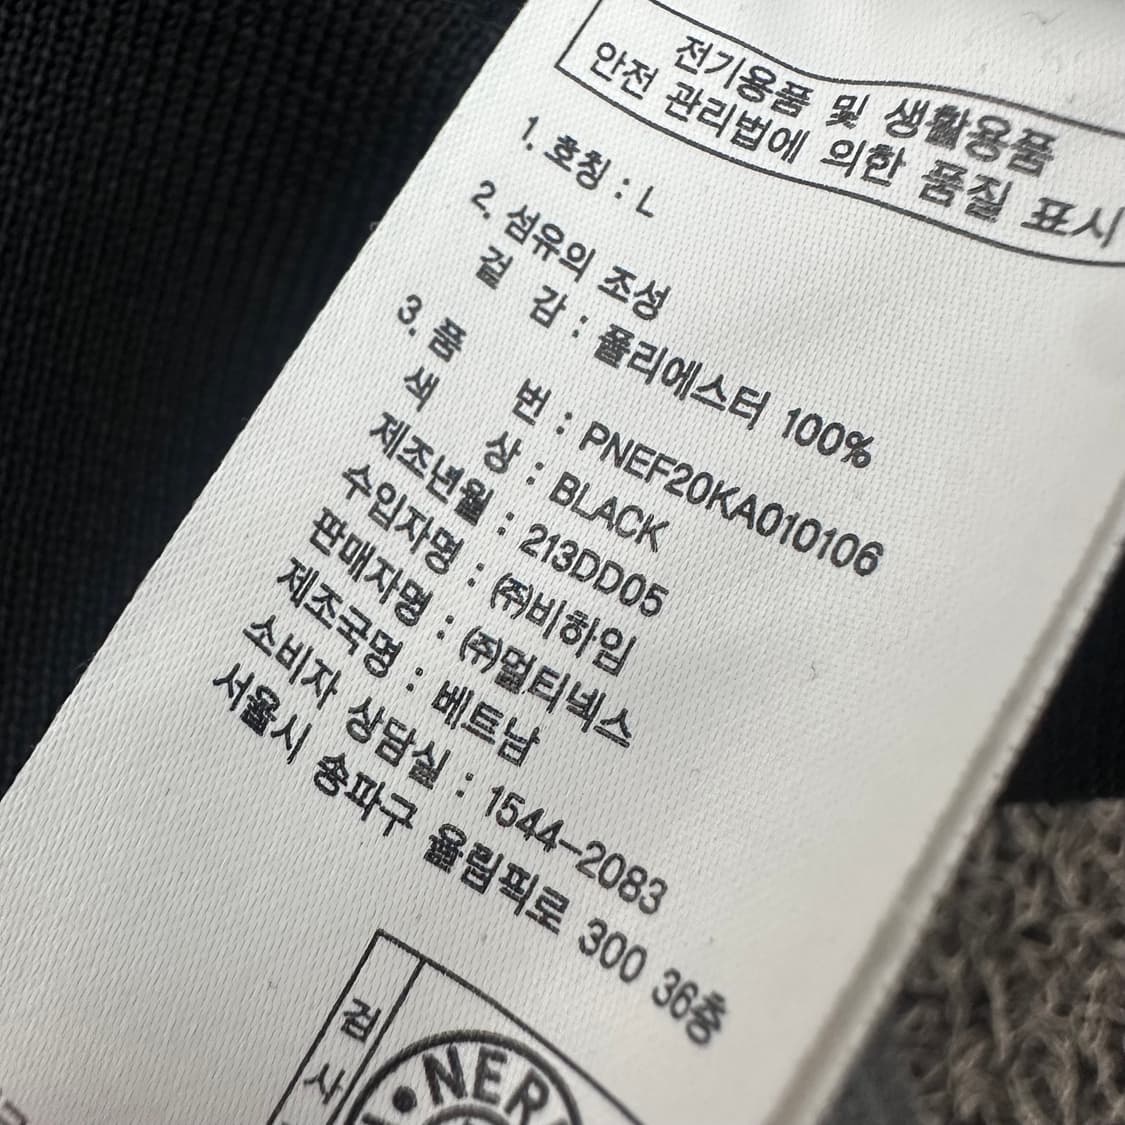 전기용품 및 생활용품
안전 관리법에 의한 품질 표시
1. 호칭 : L
2. 섬유의 조성
겉 감 : 폴리에스터 100%
3. 품 번 : PNEF20KA010106
색 상 : BLACK
제조년월 : 213DD05
수입자명 : ㈜비하입
판매자명 : ㈜멀티넥스
제조국명 : 베트남
소비자 상담실 : 1544-2083
서울시 송파구 올림픽로 300 36층
검
사